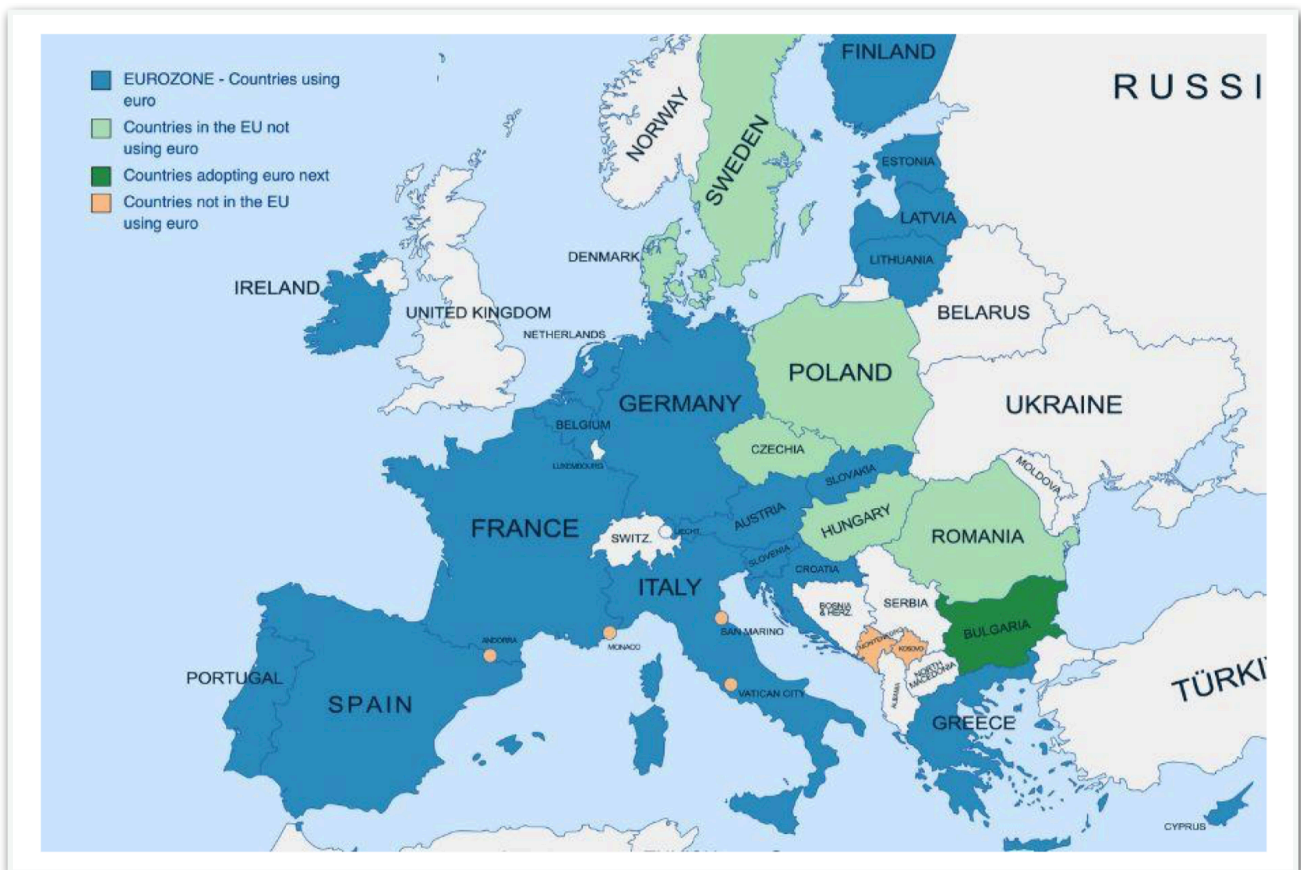 EUROZONE - Countries using
euro
Countries in the EU not
using euro
Countries adopting euro next
Countries not in the EU
using euro
FINLAND
RUSSI
NORWAY
SWEDEN
ESTONIA
LATVIA
LITHUANIA
DENMARK
IRELAND
UNITED KINGDOM
NETHERLANDS
BELARUS
POLAND
GERMANY
UKRAINE
BELGIUM
CZECHIA
LUXEMBOURG
SLOVAKIA
MOLDOVA
AUSTRIA
HUNGARY
FRANCE
SWITZ.
LIECHT.
ROMANIA
SLOVENIA
CROATIA
ITALY
BOSNIA
& HERZ.
SERBIA
SAN MARINO
BULGARIA
MONTENEGRO
KOSOVO
ANDORRA
MONACO
NORTH
MACEDONIA
PORTUGAL
SPAIN
VATICAN CITY
ALBANIA
TÜRKI
GREECE
CYPRUS